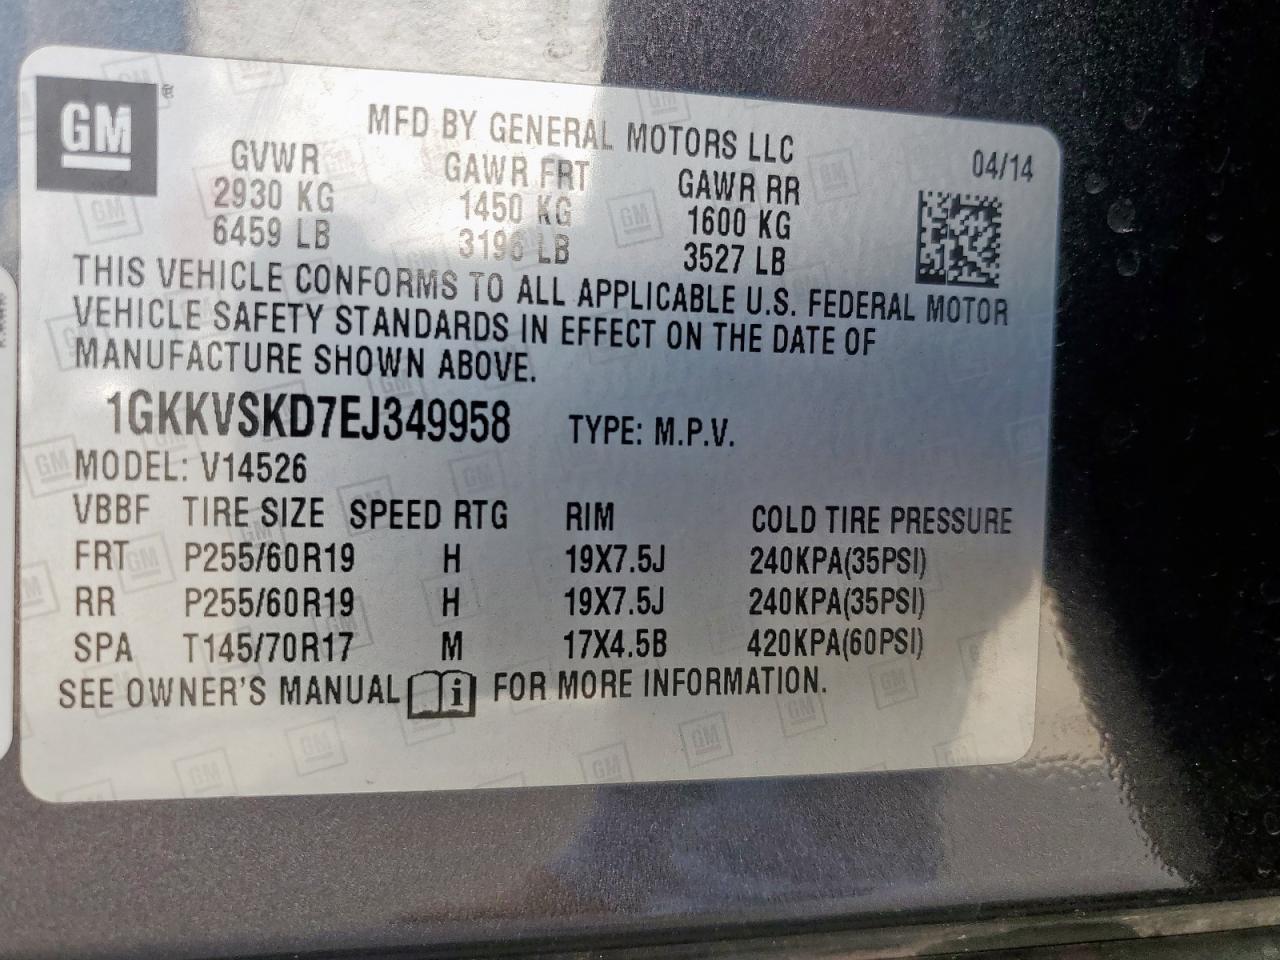 GM ®
MFD BY GENERAL MOTORS LLC
04/14
GVWR GAWR FRT GAWR RR
2930 KG 1450 KG 1600 KG
6459 LB 3196 LB 3527 LB
THIS VEHICLE CONFORMS TO ALL APPLICABLE U.S. FEDERAL MOTOR
VEHICLE SAFETY STANDARDS IN EFFECT ON THE DATE OF
MANUFACTURE SHOWN ABOVE.
1GKKVSKD7EJ349958 TYPE: M.P.V.
MODEL: V14526
VBBF TIRE SIZE SPEED RTG RIM COLD TIRE PRESSURE
FRT P255/60R19 H 19X7.5J 240KPA(35PSI)
RR P255/60R19 H 19X7.5J 240KPA(35PSI)
SPA T145/70R17 M 17X4.5B 420KPA(60PSI)
SEE OWNER'S MANUAL i FOR MORE INFORMATION.